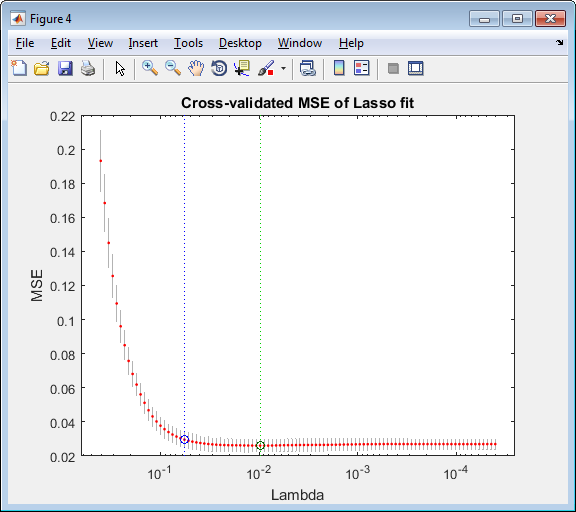 Figure 4
File Edit View Insert Tools Desktop Window Help
Cross-validated MSE of Lasso fit
0.22
0.2
0.18
0.16
0.14
0.12
0.1
0.08
0.06
0.04
0.02
MSE
10⁻¹ 10⁻² 10⁻³ 10⁻⁴
Lambda